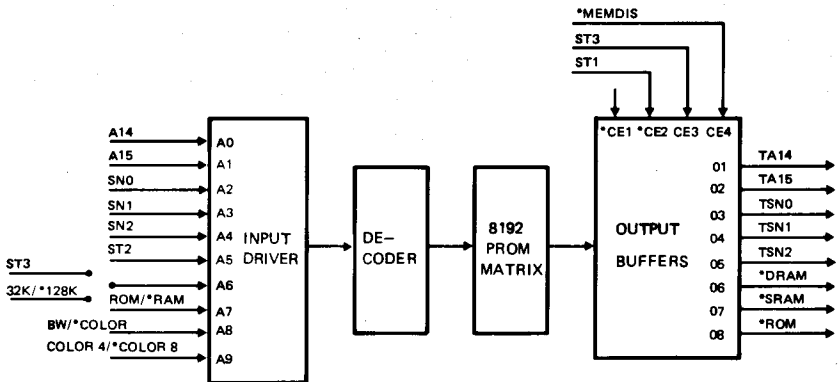 *MEMDIS
ST3
ST1
*CE1 *CE2 CE3 CE4
A14
A15
SN0
SN1
SN2
ST2
ST3
32K/*128K
ROM/*RAM
BW/*COLOR
COLOR 4/*COLOR 8
A0
A1
A2
A3
A4
A5
A6
A7
A8
A9
INPUT
DRIVER
DE-
CODER
8192
PROM
MATRIX
OUTPUT
BUFFERS
01
02
03
04
05
06
07
08
TA14
TA15
TSN0
TSN1
TSN2
*DRAM
*SRAM
*ROM